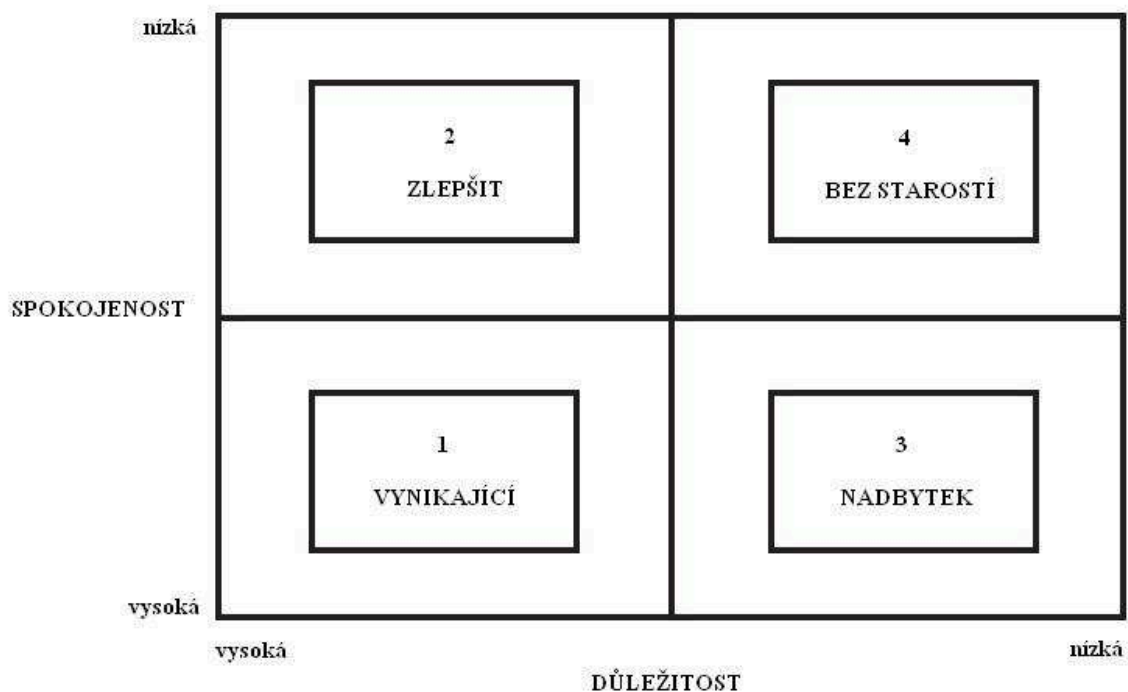 nízká
2
ZLEPŠIT
4
BEZ STAROSTÍ
SPOKOJENOST
1
VYNIKAJÍCÍ
3
NADBYTEK
vysoká
vysoká
nízká
DŮLEŽITOST